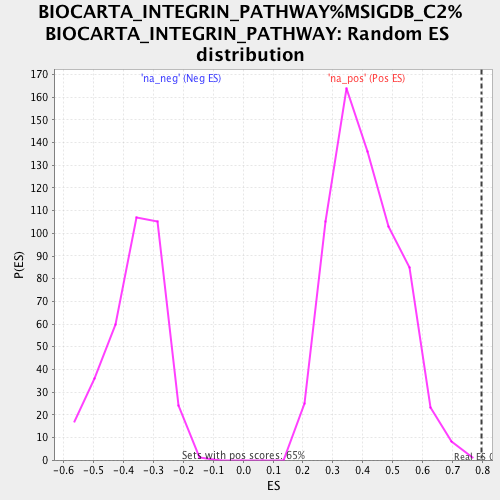 BIOCARTA_INTEGRIN_PATHWAY%MSIGDB_C2%
BIOCARTA_INTEGRIN_PATHWAY: Random ES
distribution
'na_neg' (Neg ES)
'na_pos' (Pos ES)
170
160
150
140
130
120
110
100
90
80
70
60
50
40
30
20
10
0
P(ES)
Sets with pos scores: 65%
Real ES 0
-0.6 -0.5 -0.4 -0.3 -0.2 -0.1 0.0 0.1 0.2 0.3 0.4 0.5 0.6 0.7 0.8
ES